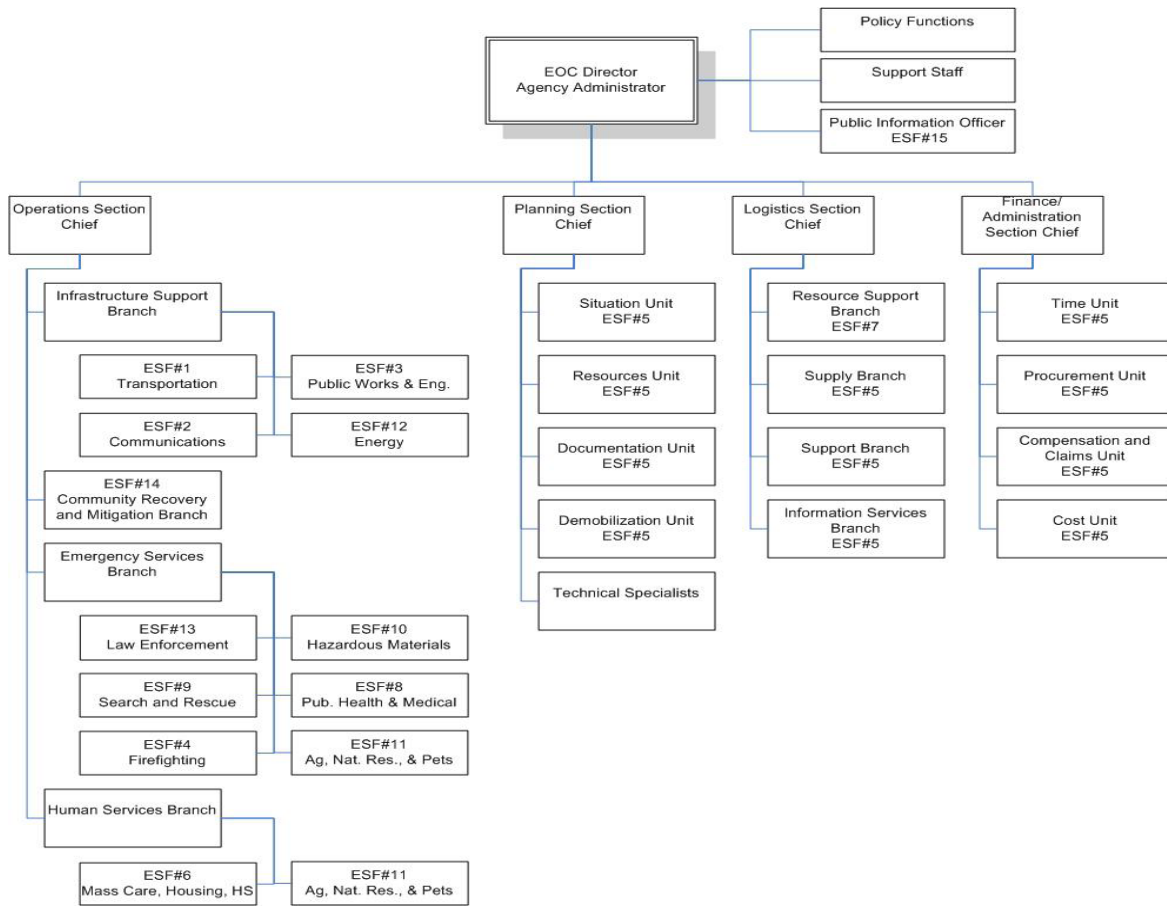 Policy Functions
EOC Director
Agency Administrator
Support Staff
Public Information Officer
ESF#15
Operations Section
Chief
Planning Section
Chief
Logistics Section
Chief
Finance/
Administration
Section Chief
Infrastructure Support
Branch
ESF#1
Transportation
ESF#3
Public Works & Eng.
ESF#2
Communications
ESF#12
Energy
ESF#14
Community Recovery
and Mitigation Branch
Emergency Services
Branch
ESF#13
Law Enforcement
ESF#10
Hazardous Materials
ESF#9
Search and Rescue
ESF#8
Pub. Health & Medical
ESF#4
Firefighting
ESF#11
Ag, Nat. Res., & Pets
Human Services Branch
ESF#6
Mass Care, Housing, HS
ESF#11
Ag, Nat. Res., & Pets
Situation Unit
ESF#5
Resources Unit
ESF#5
Documentation Unit
ESF#5
Demobilization Unit
ESF#5
Technical Specialists
Resource Support
Branch
ESF#7
Supply Branch
ESF#5
Support Branch
ESF#5
Information Services
Branch
ESF#5
Time Unit
ESF#5
Procurement Unit
ESF#5
Compensation and
Claims Unit
ESF#5
Cost Unit
ESF#5